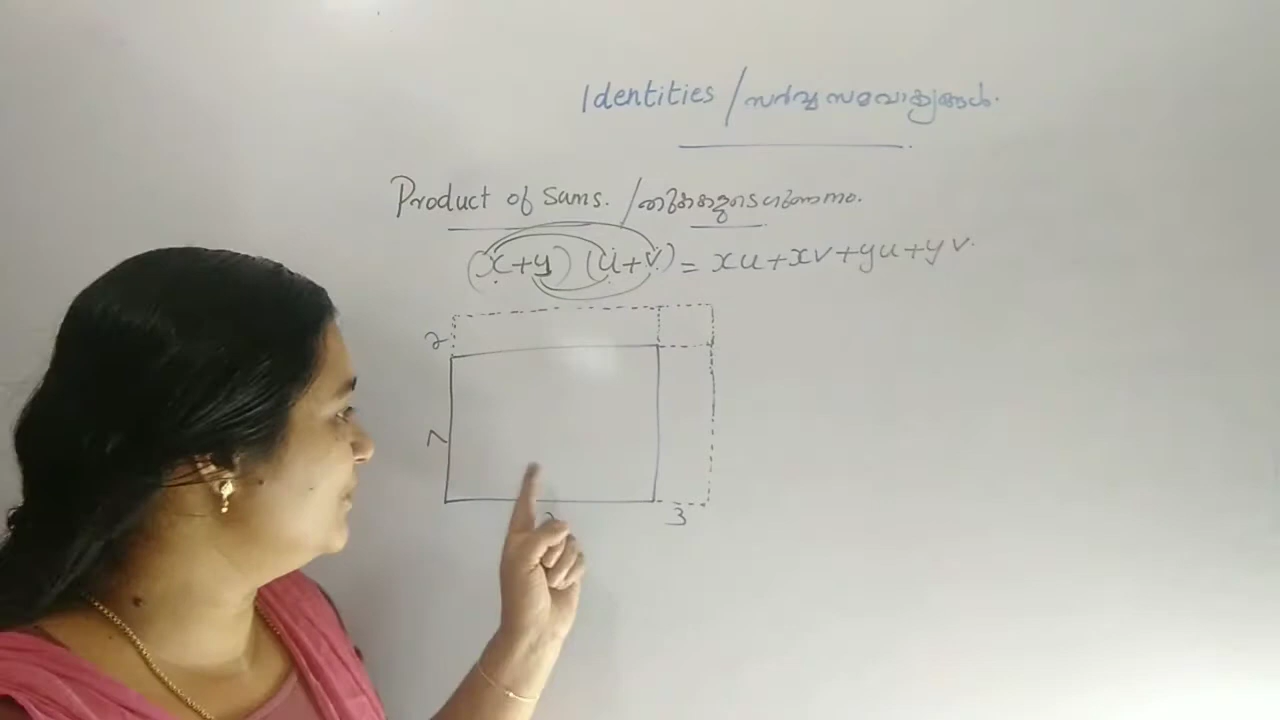 Identities / സർവ്വസമവാക്യങ്ങൾ.
Product of Sums. / തുകകളുടെ ഗുണനം.
(x+y) (u+v) = xu+xv+yu+yv.
2
7
3